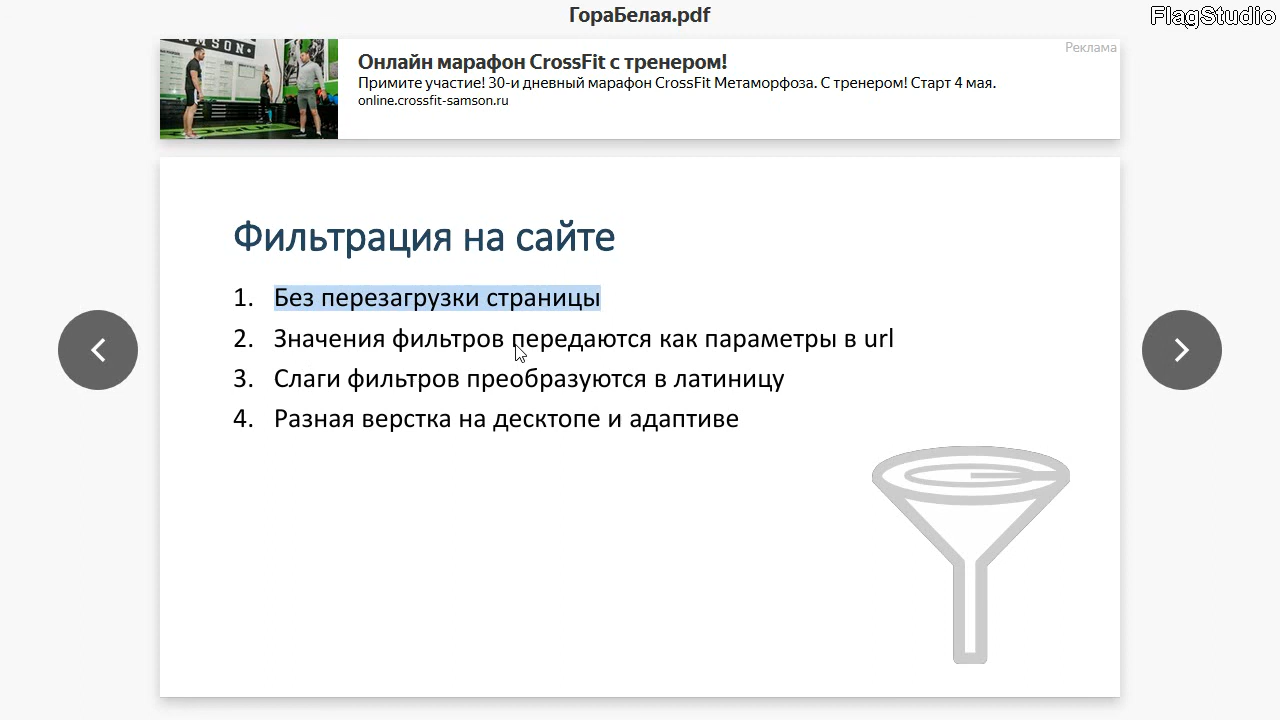 ГораБелая.pdf
FlagStudio
Реклама
Онлайн марафон CrossFit с тренером!
Примите участие! 30-и дневный марафон CrossFit Метаморфоза. С тренером! Старт 4 мая.
online.crossfit-samson.ru
Фильтрация на сайте
1. Без перезагрузки страницы
2. Значения фильтров передаются как параметры в url
3. Слаги фильтров преобразуются в латиницу
4. Разная верстка на десктопе и адаптиве